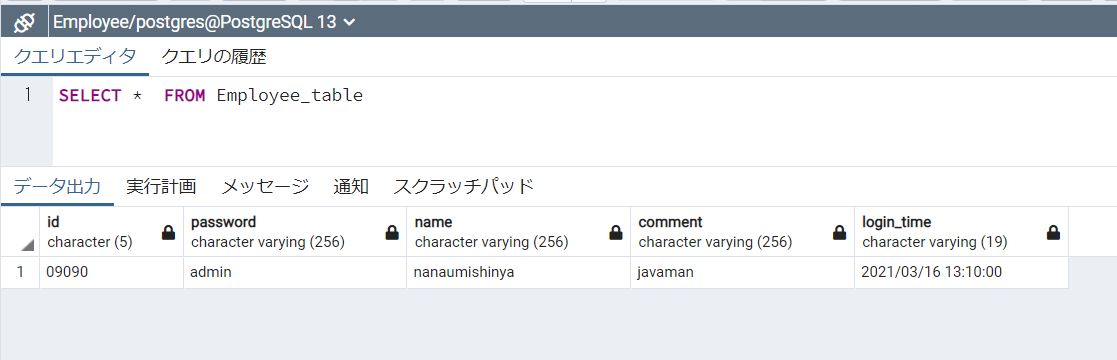 Employee/postgres@PostgreSQL 13
クエリエディタ クエリの履歴
1 SELECT * FROM Employee_table
データ出力 実行計画 メッセージ 通知 スクラッチパッド
id password name comment login_time
character (5) character varying (256) character varying (256) character varying (256) character varying (19)
1 09090 admin nanaumishinya javaman 2021/03/16 13:10:00